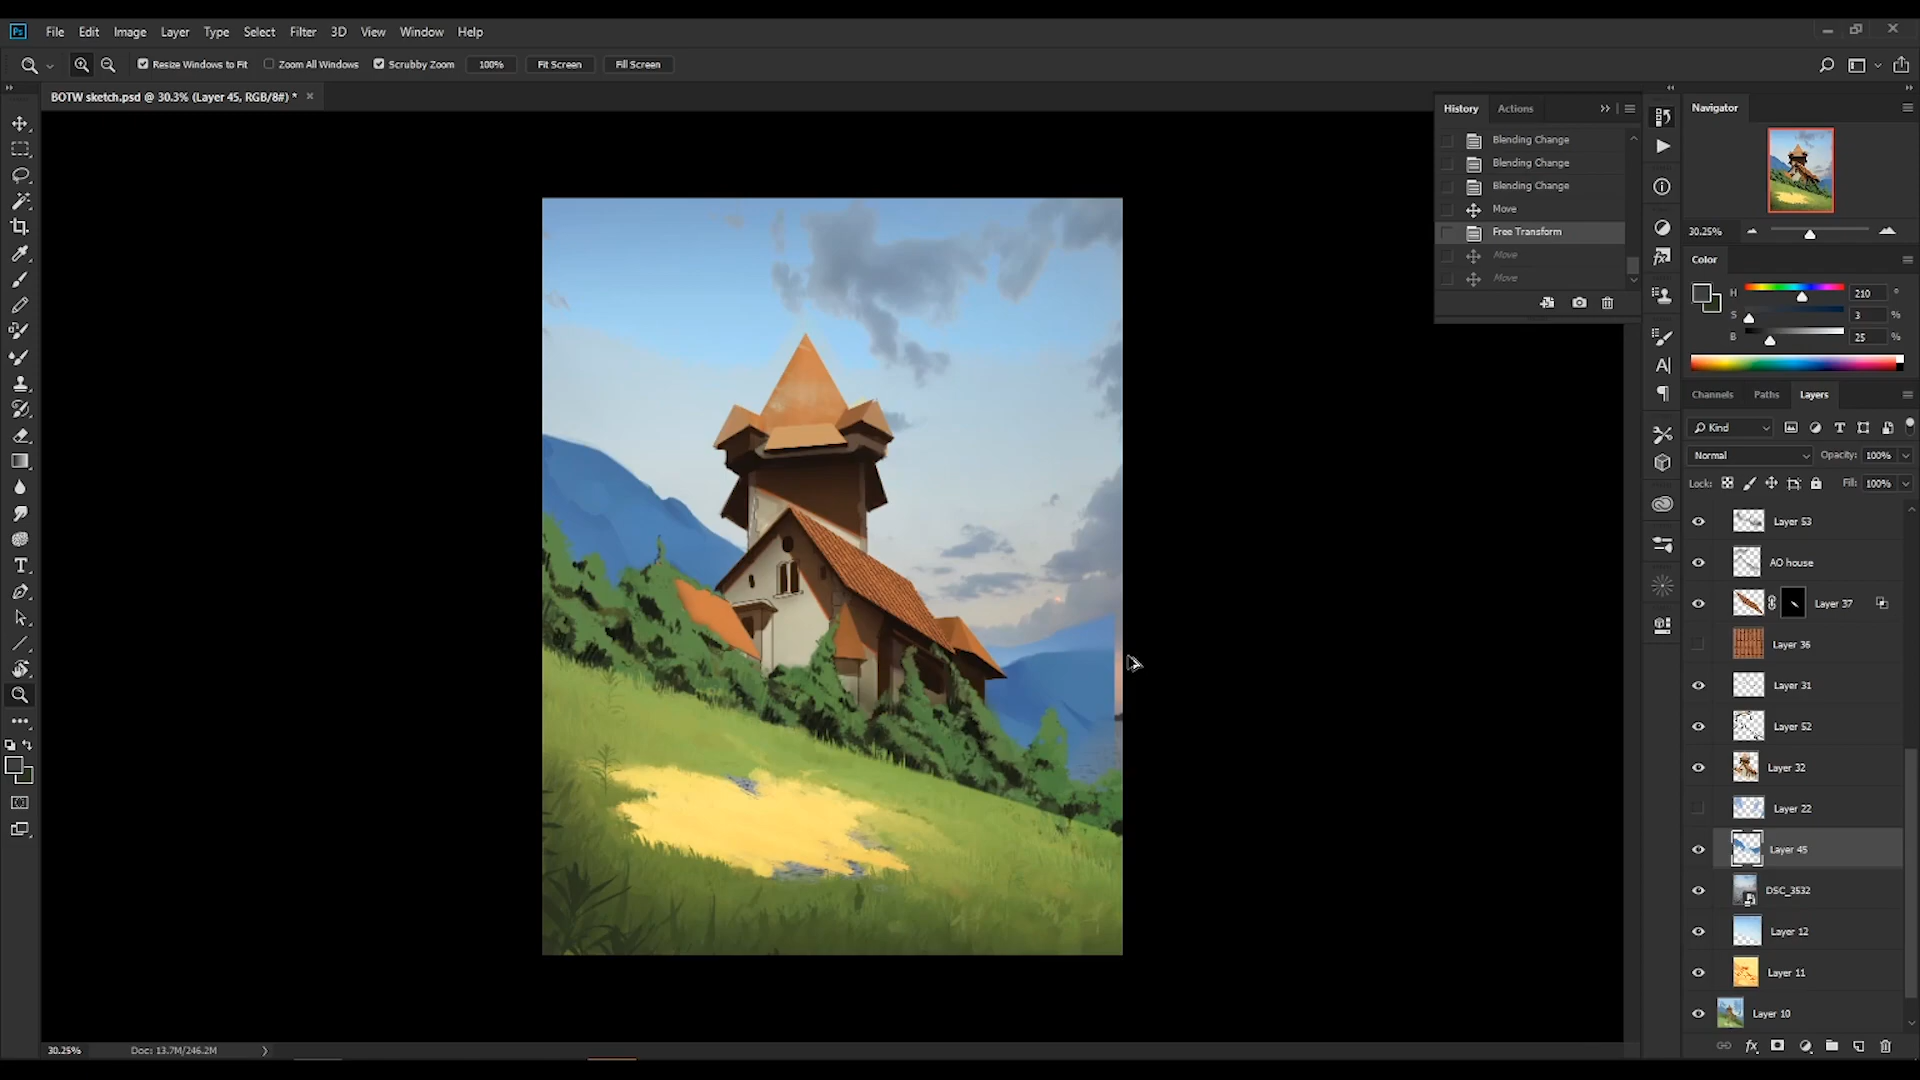 Ps File Edit Image Layer Type Select Filter 3D View Window Help
Resize Windows to Fit Zoom All Windows Scrubby Zoom 100% Fit Screen Fill Screen
BOTW sketch.psd @ 30.3% (Layer 45, RGB/8#) * ×
History Actions
Blending Change
Blending Change
Blending Change
Move
Free Transform
Move
Move
Navigator
30.25%
Color
H 210 °
S 3 %
B 25 %
Channels Paths Layers
Kind
Normal Opacity: 100%
Lock: Fill: 100%
Layer 53
AO house
Layer 37
Layer 36
Layer 31
Layer 52
Layer 32
Layer 22
Layer 45
DSC_3532
Layer 12
Layer 11
Layer 10
30.25% Doc: 13.7M/246.2M